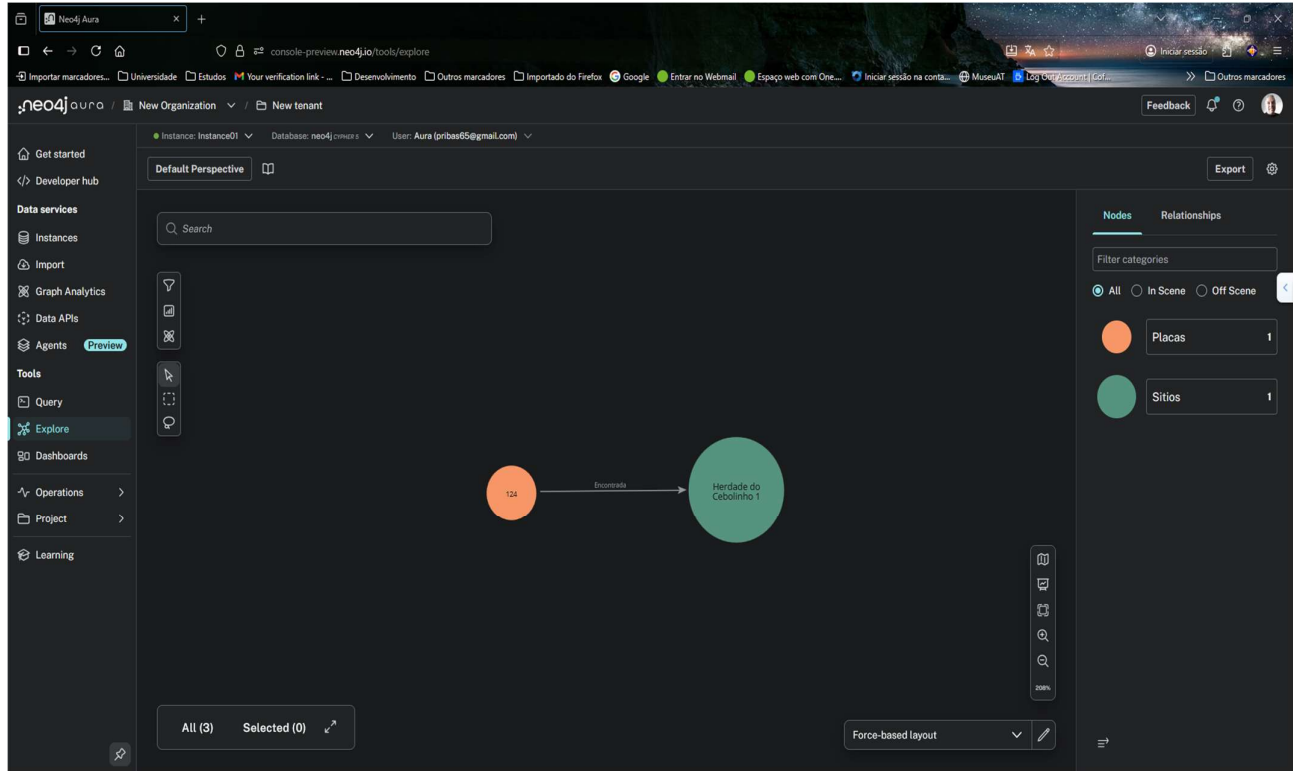 Neo4j Aura
console-preview.neo4j.io/tools/explore
Iniciar sessão
Importar marcadores... Universidade Estudos Your verification link - ... Desenvolvimento Outros marcadores Importado do Firefox Google Entrar no Webmail Espaço web com One... Iniciar sessão na conta... MuseuAT Log Out Account | Cof... Outros marcadores
neo4j aura / New Organization / New tenant
Feedback
Instance: Instance01 Database: neo4j CYPHER 5 User: Aura (pribas65@gmail.com)
Get started
Developer hub
Data services
Instances
Import
Graph Analytics
Data APIs
Agents Preview
Tools
Query
Explore
Dashboards
Operations
Project
Learning
Default Perspective
Export
Search
124
Encontrada
Herdade do
Cebolinho 1
208%
All (3) Selected (0)
Force-based layout
Nodes Relationships
Filter categories
All In Scene Off Scene
Placas 1
Sitios 1